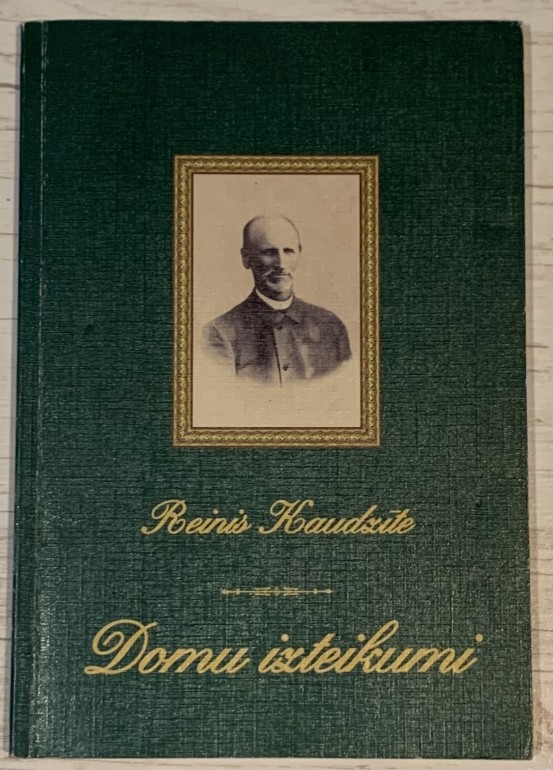 Reinis Kaudzīte
Domu izteikumi